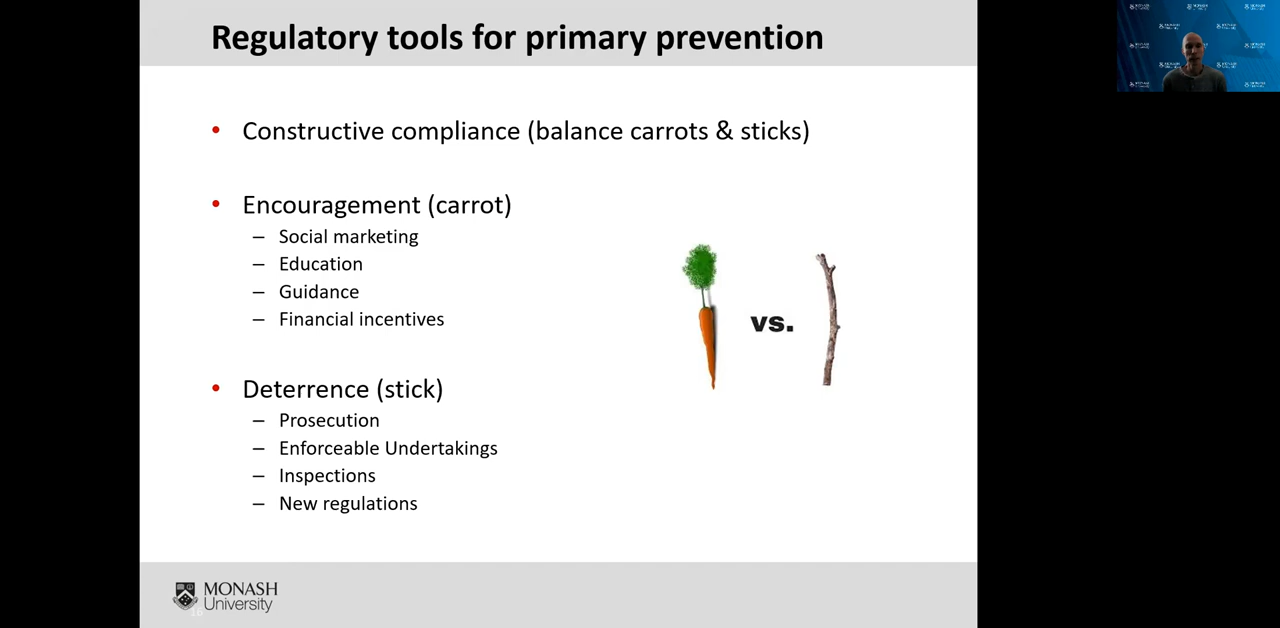 Regulatory tools for primary prevention
• Constructive compliance (balance carrots & sticks)
• Encouragement (carrot)
– Social marketing
– Education
– Guidance
– Financial incentives
vs.
• Deterrence (stick)
– Prosecution
– Enforceable Undertakings
– Inspections
– New regulations
MONASH
University